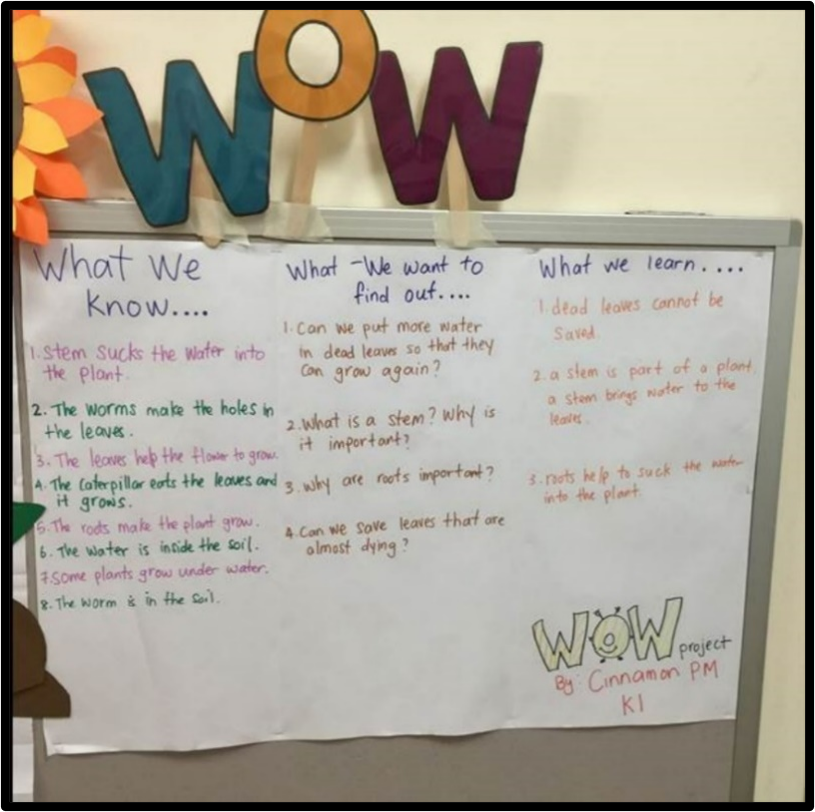 WOW
What We
Know....
1. Stem sucks the water into
the plant.
2. The worms make the holes in
the leaves.
3. The leaves help the flower to grow.
4. The Caterpillar eats the leaves and
it grows.
5. The roots make the plant grow.
6. The water is inside the soil.
7. Some plants grow under water.
8. The worm is in the soil.
What -We want to
find out....
1. Can we put more water
in dead leaves so that they
can grow again?
2. What is a stem? Why is
it important?
3. why are roots important?
4. Can we save leaves that are
almost dying?
What we learn....
1. dead leaves cannot be
saved.
2. a stem is part of a plant,
a stem brings water to the
leaves.
3. roots help to suck the water
into the plant.
WOW project
By: Cinnamon PM
K1